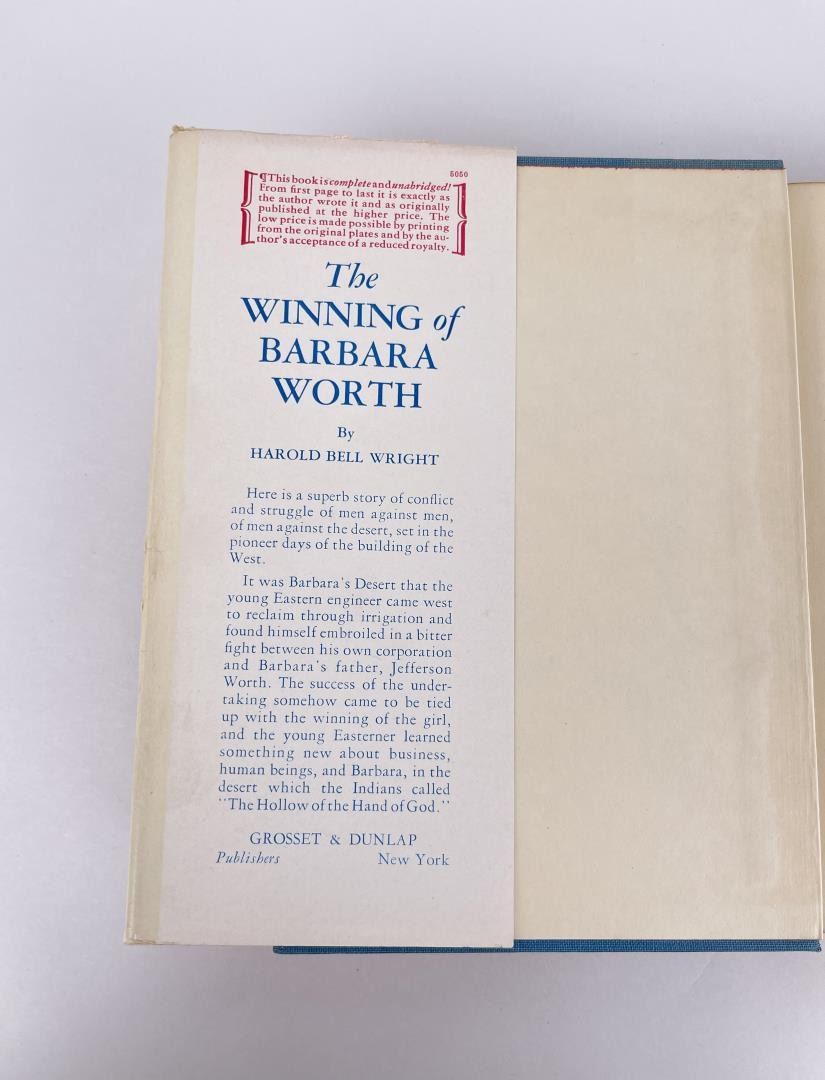 5050
¶This book is complete and unabridged!
From first page to last it is exactly as
the author wrote it and as originally
published at the higher price. The
low price is made possible by printing
from the original plates and by the au-
thor's acceptance of a reduced royalty.
The
WINNING of
BARBARA
WORTH
By
HAROLD BELL WRIGHT
Here is a superb story of conflict
and struggle of men against men,
of men against the desert, set in the
pioneer days of the building of the
West.
It was Barbara's Desert that the
young Eastern engineer came west
to reclaim through irrigation and
found himself embroiled in a bitter
fight between his own corporation
and Barbara's father, Jefferson
Worth. The success of the under-
taking somehow came to be tied
up with the winning of the girl,
and the young Easterner learned
something new about business,
human beings, and Barbara, in the
desert which the Indians called
"The Hollow of the Hand of God."
GROSSET & DUNLAP
Publishers New York